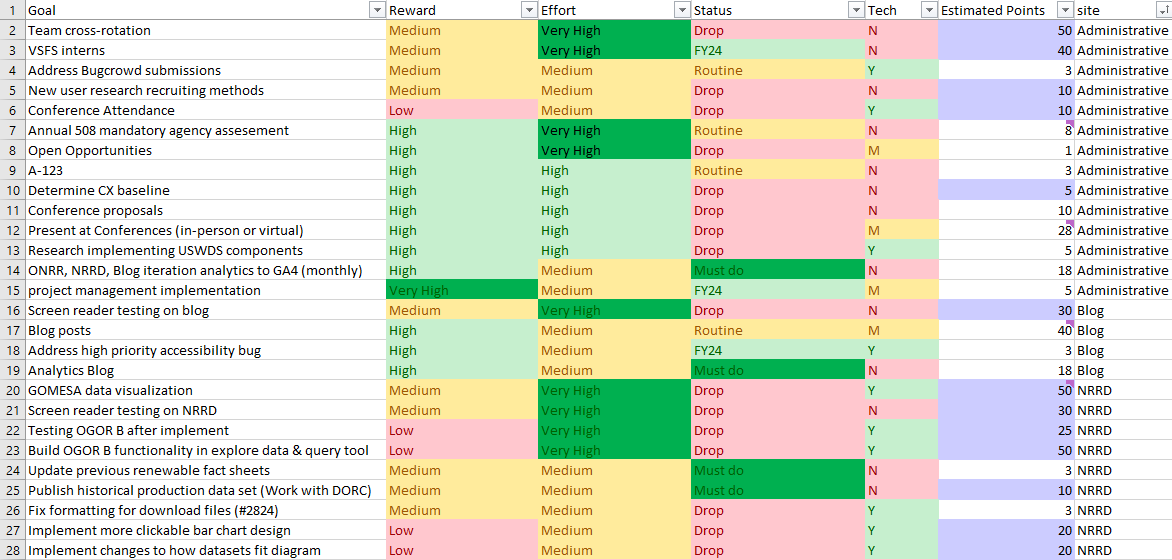 1 Goal Reward Effort Status Tech Estimated Points site
2 Team cross-rotation Medium Very High Drop N 50 Administrative
3 VSFS interns Medium Very High FY24 N 40 Administrative
4 Address Bugcrowd submissions Medium Medium Routine Y 3 Administrative
5 New user research recruiting methods Medium Medium Drop N 10 Administrative
6 Conference Attendance Low Medium Drop Y 10 Administrative
7 Annual 508 mandatory agency assesement High Very High Routine N 8 Administrative
8 Open Opportunities High Very High Drop M 1 Administrative
9 A-123 High High Routine N 3 Administrative
10 Determine CX baseline High High Drop N 5 Administrative
11 Conference proposals High High Drop N 10 Administrative
12 Present at Conferences (in-person or virtual) High High Drop M 28 Administrative
13 Research implementing USWDS components High High Drop Y 5 Administrative
14 ONRR, NRRD, Blog iteration analytics to GA4 (monthly) High Medium Must do N 18 Administrative
15 project management implementation Very High Medium FY24 M 5 Administrative
16 Screen reader testing on blog Medium Very High Drop N 30 Blog
17 Blog posts High Medium Routine M 40 Blog
18 Address high priority accessibility bug High Medium FY24 Y 3 Blog
19 Analytics Blog High Medium Must do N 18 Blog
20 GOMESA data visualization Medium Very High Drop Y 50 NRRD
21 Screen reader testing on NRRD Medium Very High Drop N 30 NRRD
22 Testing OGOR B after implement Low Very High Drop Y 25 NRRD
23 Build OGOR B functionality in explore data & query tool Low Very High Drop Y 50 NRRD
24 Update previous renewable fact sheets Medium Medium Must do N 3 NRRD
25 Publish historical production data set (Work with DORC) Medium Medium Must do N 10 NRRD
26 Fix formatting for download files (#2824) Medium Medium Drop Y 3 NRRD
27 Implement more clickable bar chart design Low Medium Drop Y 20 NRRD
28 Implement changes to how datasets fit diagram Low Medium Drop Y 20 NRRD